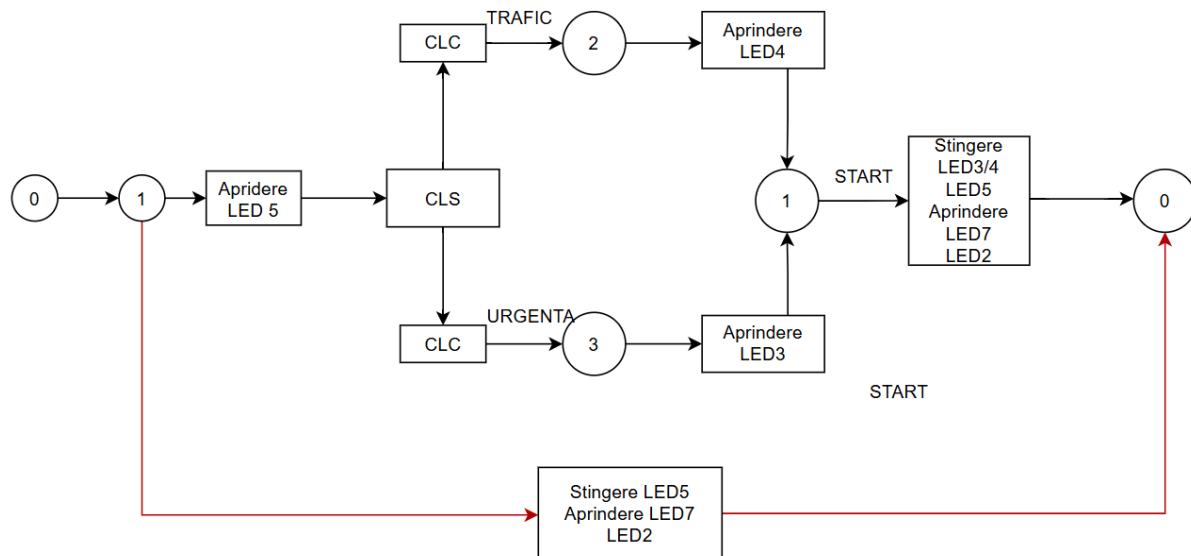 TRAFIC
CLC
2
Aprindere
LED4
0
1
Apridere
LED 5
CLS
1
START
Stingere
LED3/4
LED5
Aprindere
LED7
LED2
0
URGENTA
CLC
3
Aprindere
LED3
START
Stingere LED5
Aprindere LED7
LED2